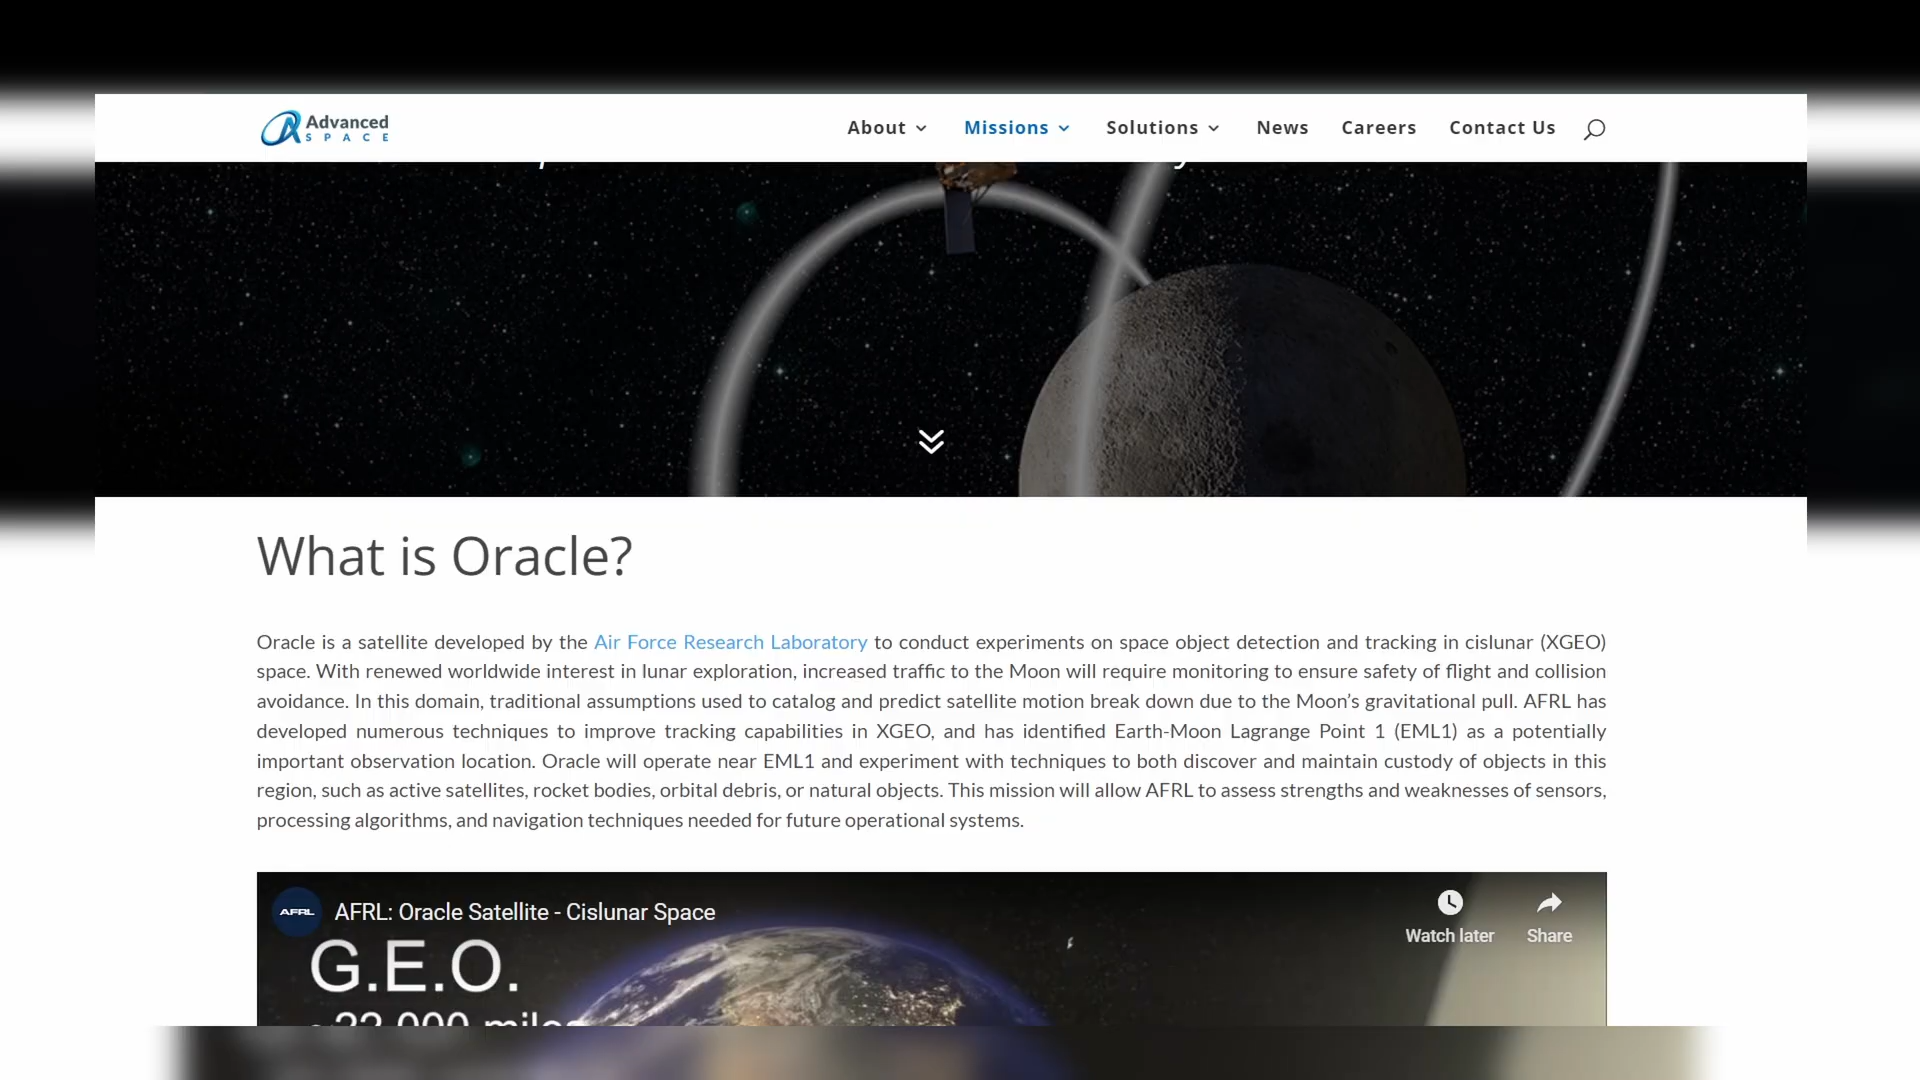 Advanced
SPACE
About
Missions
Solutions
News
Careers
Contact Us
What is Oracle?
Oracle is a satellite developed by the Air Force Research Laboratory to conduct experiments on space object detection and tracking in cislunar (XGEO)
space. With renewed worldwide interest in lunar exploration, increased traffic to the Moon will require monitoring to ensure safety of flight and collision
avoidance. In this domain, traditional assumptions used to catalog and predict satellite motion break down due to the Moon’s gravitational pull. AFRL has
developed numerous techniques to improve tracking capabilities in XGEO, and has identified Earth-Moon Lagrange Point 1 (EML1) as a potentially
important observation location. Oracle will operate near EML1 and experiment with techniques to both discover and maintain custody of objects in this
region, such as active satellites, rocket bodies, orbital debris, or natural objects. This mission will allow AFRL to assess strengths and weaknesses of sensors,
processing algorithms, and navigation techniques needed for future operational systems.
AFRL
AFRL: Oracle Satellite - Cislunar Space
Watch later
Share
G.E.O.
~22,000 miles